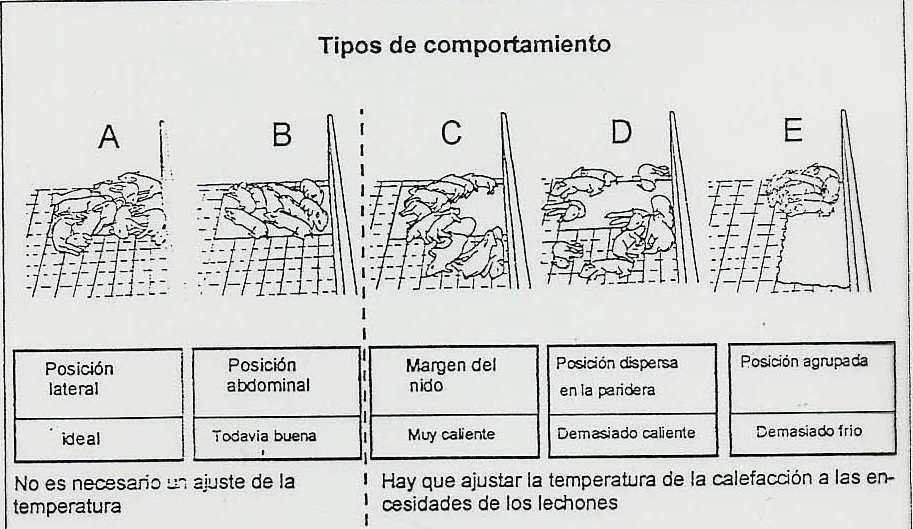 Tipos de comportamiento
A B C D E
Posición
lateral
ideal
Posición
abdominal
Todavia buena
Margen del
nido
Muy caliente
Posición dispersa
en la paridera
Demasiado caliente
Posición agrupada
Demasiado frio
No es necesario un ajuste de la
temperatura
Hay que ajustar la temperatura de la calefacción a las en-
cesidades de los lechones